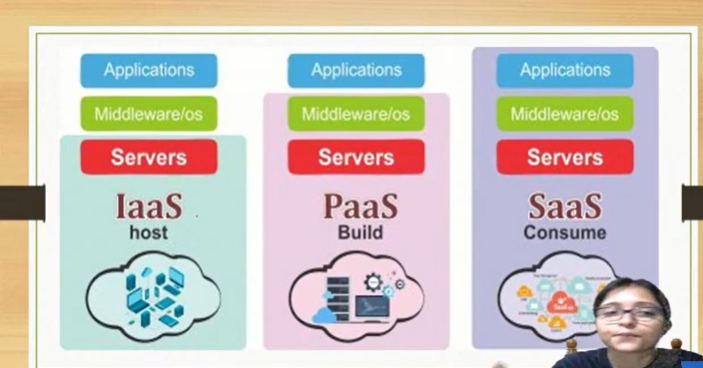 Applications
Middleware/os
Servers
IaaS
host
Applications
Middleware/os
Servers
PaaS
Build
Applications
Middleware/os
Servers
SaaS
Consume